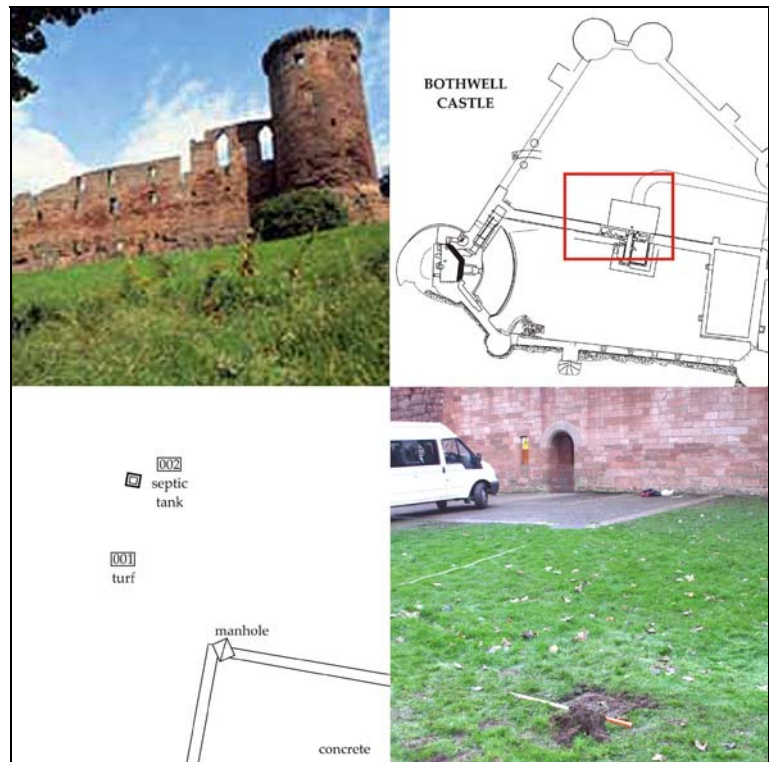 BOTHWELL
CASTLE
002
septic
tank
001
turf
manhole
concrete